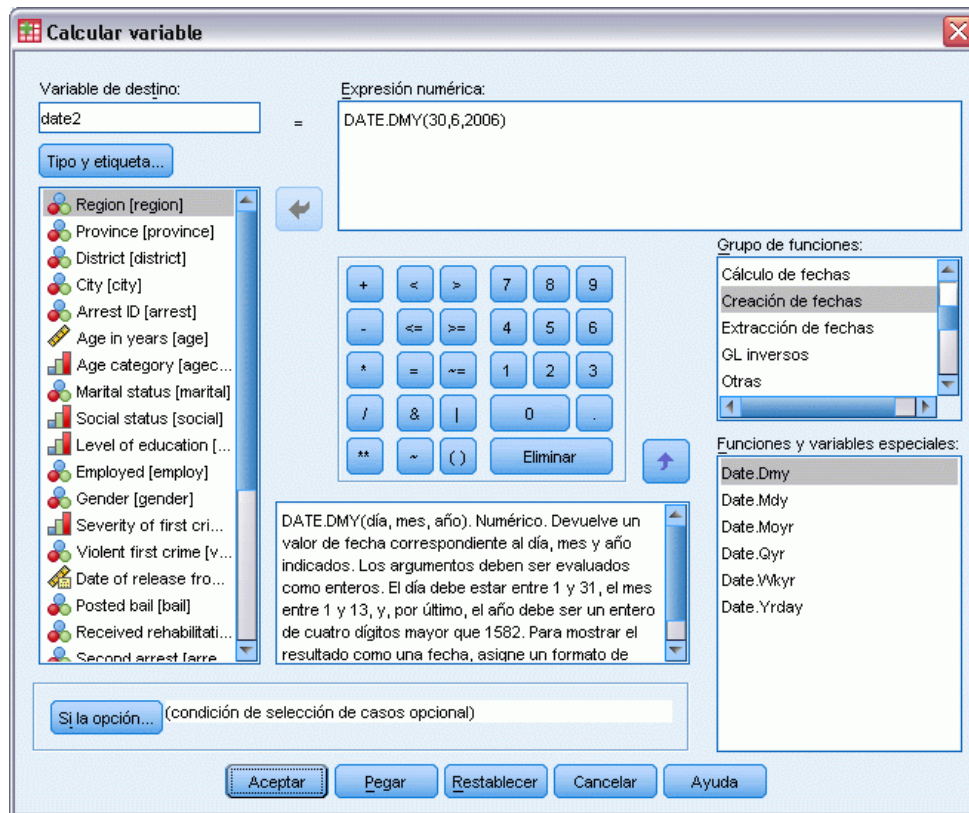 Calcular variable
Variable de destino:
date2
=
Expresión numérica:
DATE.DMY(30,6,2006)
Tipo y etiqueta...
Region [region]
Province [province]
District [district]
City [city]
Arrest ID [arrest]
Age in years [age]
Age category [agec...
Marital status [marital]
Social status [social]
Level of education [...
Employed [employ]
Gender [gender]
Severity of first cri...
Violent first crime [v...
Date of release fro...
Posted bail [bail]
Received rehabilitati...
Second arrest [arre...
+ < > 7 8 9
- <= >= 4 5 6
* = ~= 1 2 3
/ & | 0 .
** ~ ( ) Eliminar
Grupo de funciones:
Cálculo de fechas
Creación de fechas
Extracción de fechas
GL inversos
Otras
DATE.DMY(día, mes, año). Numérico. Devuelve un
valor de fecha correspondiente al día, mes y año
indicados. Los argumentos deben ser evaluados
como enteros. El día debe estar entre 1 y 31, el mes
entre 1 y 13, y, por último, el año debe ser un entero
de cuatro dígitos mayor que 1582. Para mostrar el
resultado como una fecha, asigne un formato de
Funciones y variables especiales:
Date.Dmy
Date.Mdy
Date.Moyr
Date.Qyr
Date.Wkyr
Date.Yrday
Si la opción...
(condición de selección de casos opcional)
Aceptar
Pegar
Restablecer
Cancelar
Ayuda